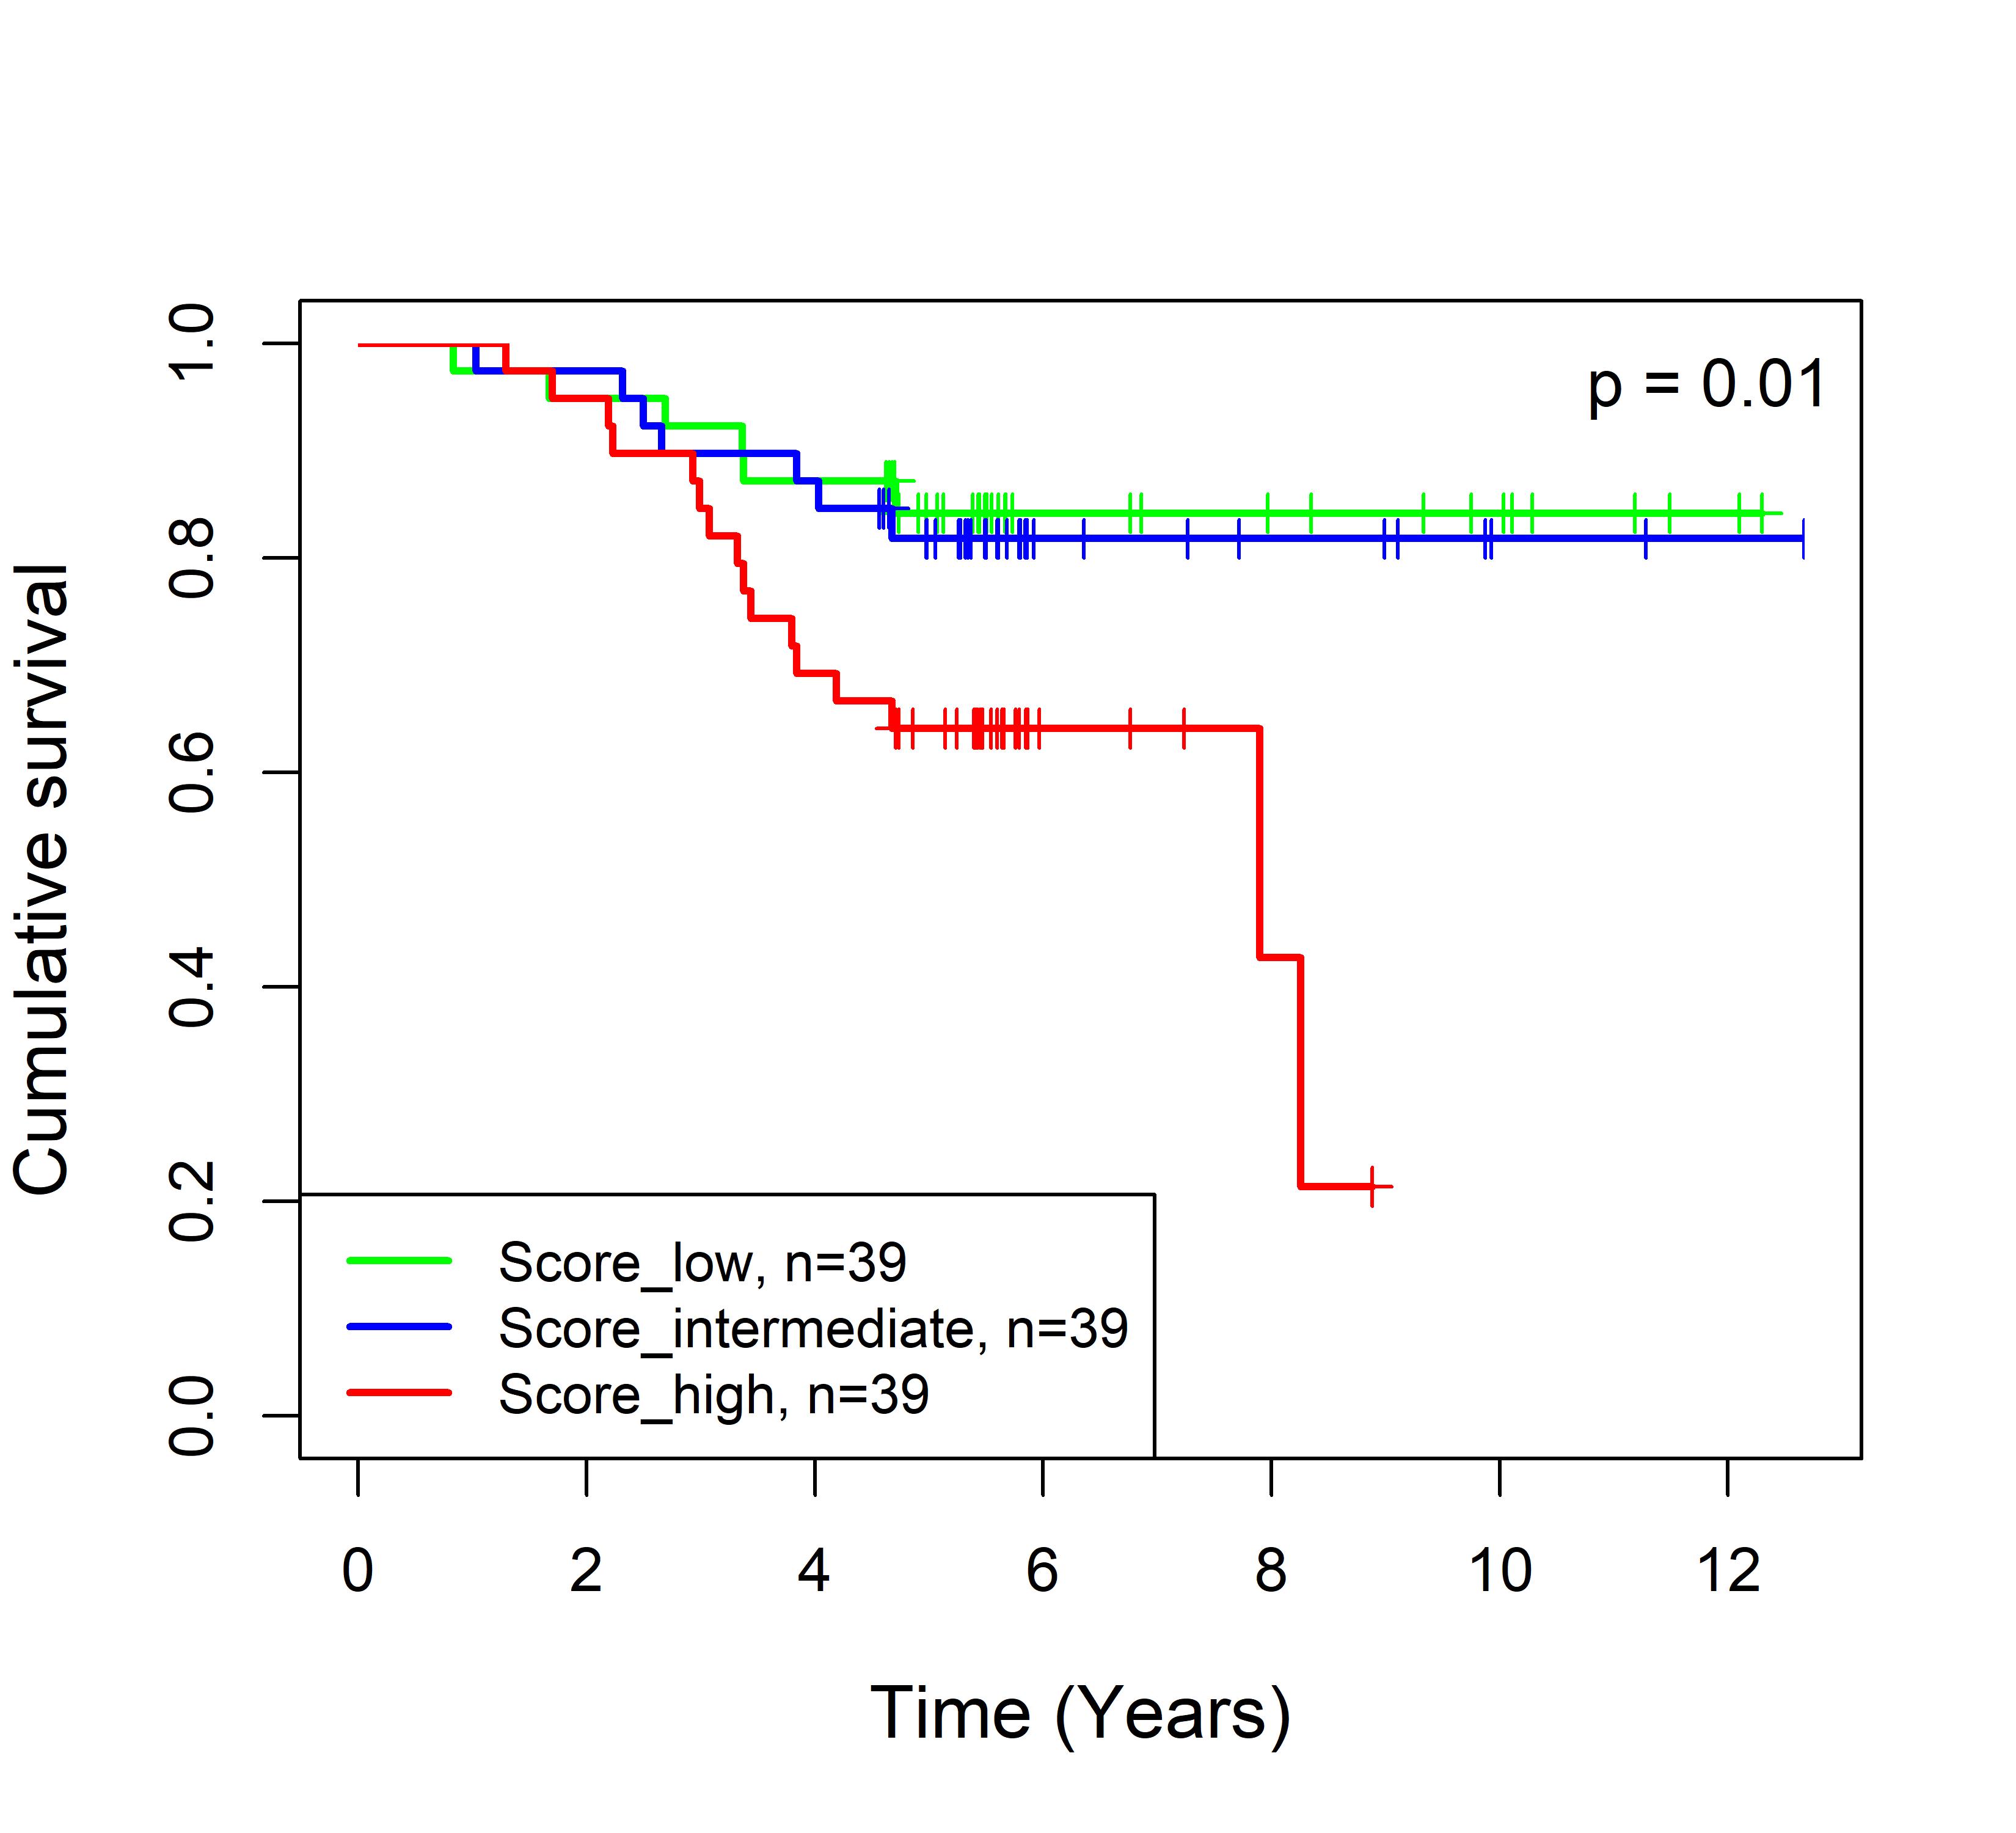 p = 0.01
Cumulative survival
1.0
0.8
0.6
0.4
0.2
0.0
Score_low, n=39
Score_intermediate, n=39
Score_high, n=39
0 2 4 6 8 10 12
Time (Years)